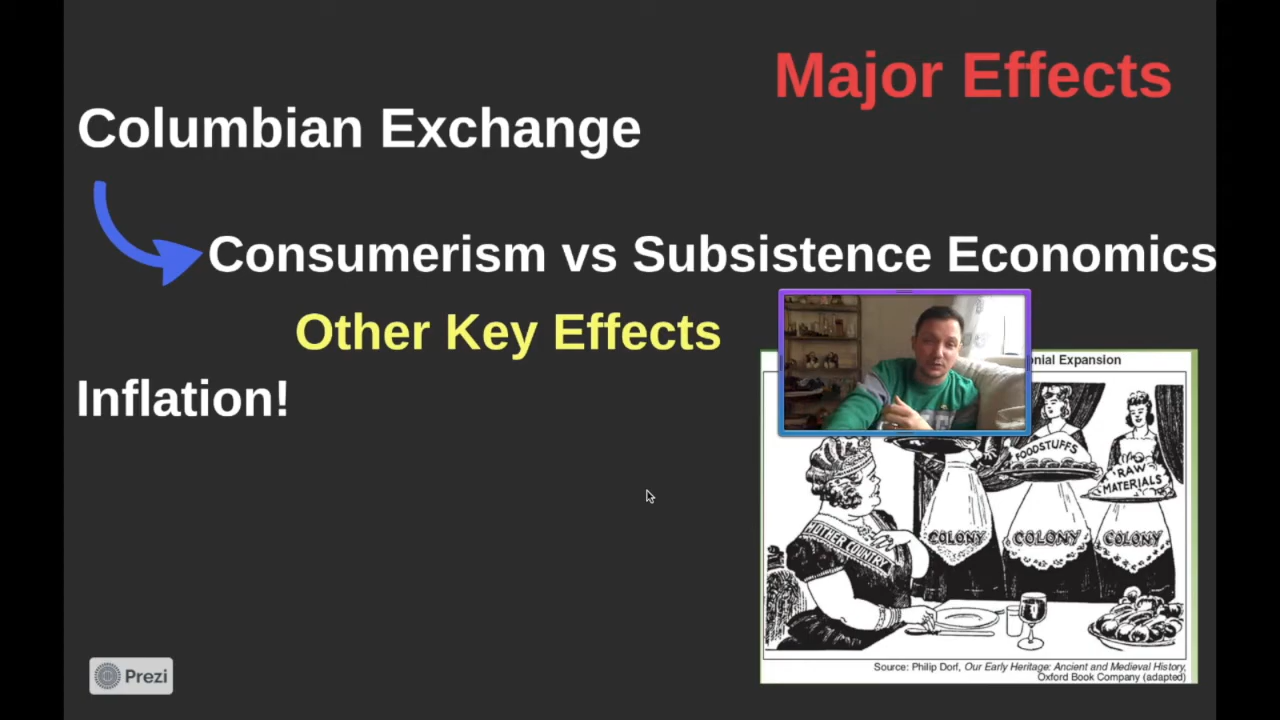 Major Effects
Columbian Exchange
Consumerism vs Subsistence Economics
Other Key Effects
Inflation!
Expansion
FOODSTUFFS
RAW
MATERIALS
MOTHER COUNTRY
COLONY COLONY COLONY
Source: Philip Dorf, Our Early Heritage: Ancient and Medieval History,
Oxford Book Company (adapted)
Prezi